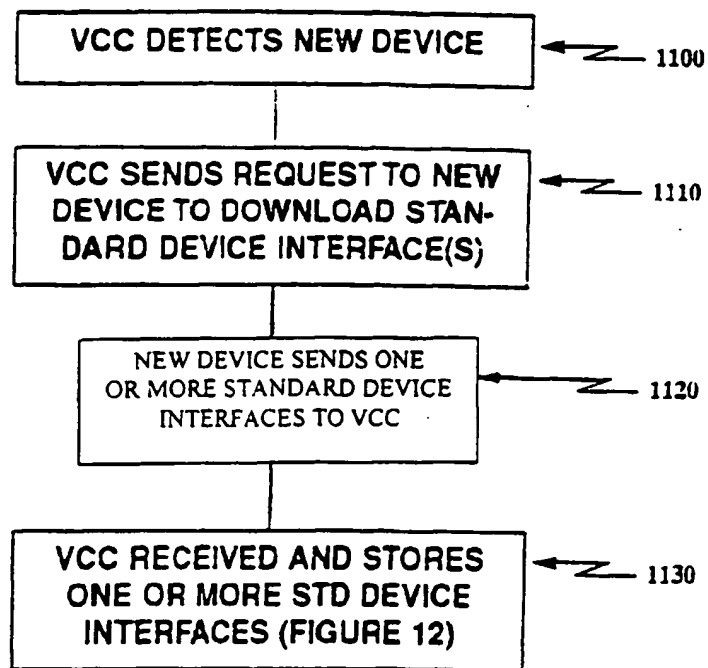 VCC DETECTS NEW DEVICE
1100
VCC SENDS REQUEST TO NEW
DEVICE TO DOWNLOAD STAN-
DARD DEVICE INTERFACE(S)
1110
NEW DEVICE SENDS ONE
OR MORE STANDARD DEVICE
INTERFACES TO VCC
1120
VCC RECEIVED AND STORES
ONE OR MORE STD DEVICE
INTERFACES (FIGURE 12)
1130